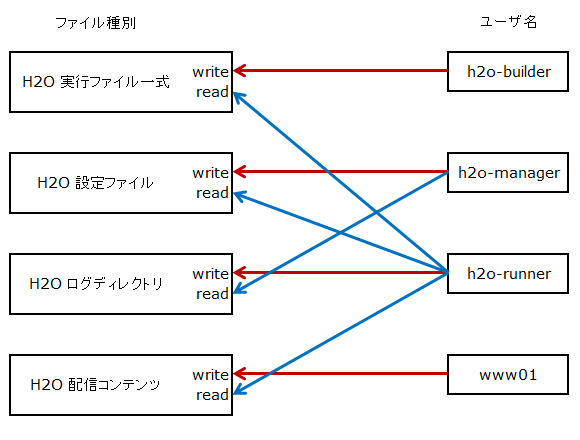 ファイル種別 ユーザ名
H2O 実行ファイル一式 write read h2o-builder
H2O 設定ファイル write read h2o-manager
H2O ログディレクトリ write read h2o-runner
H2O 配信コンテンツ write read www01